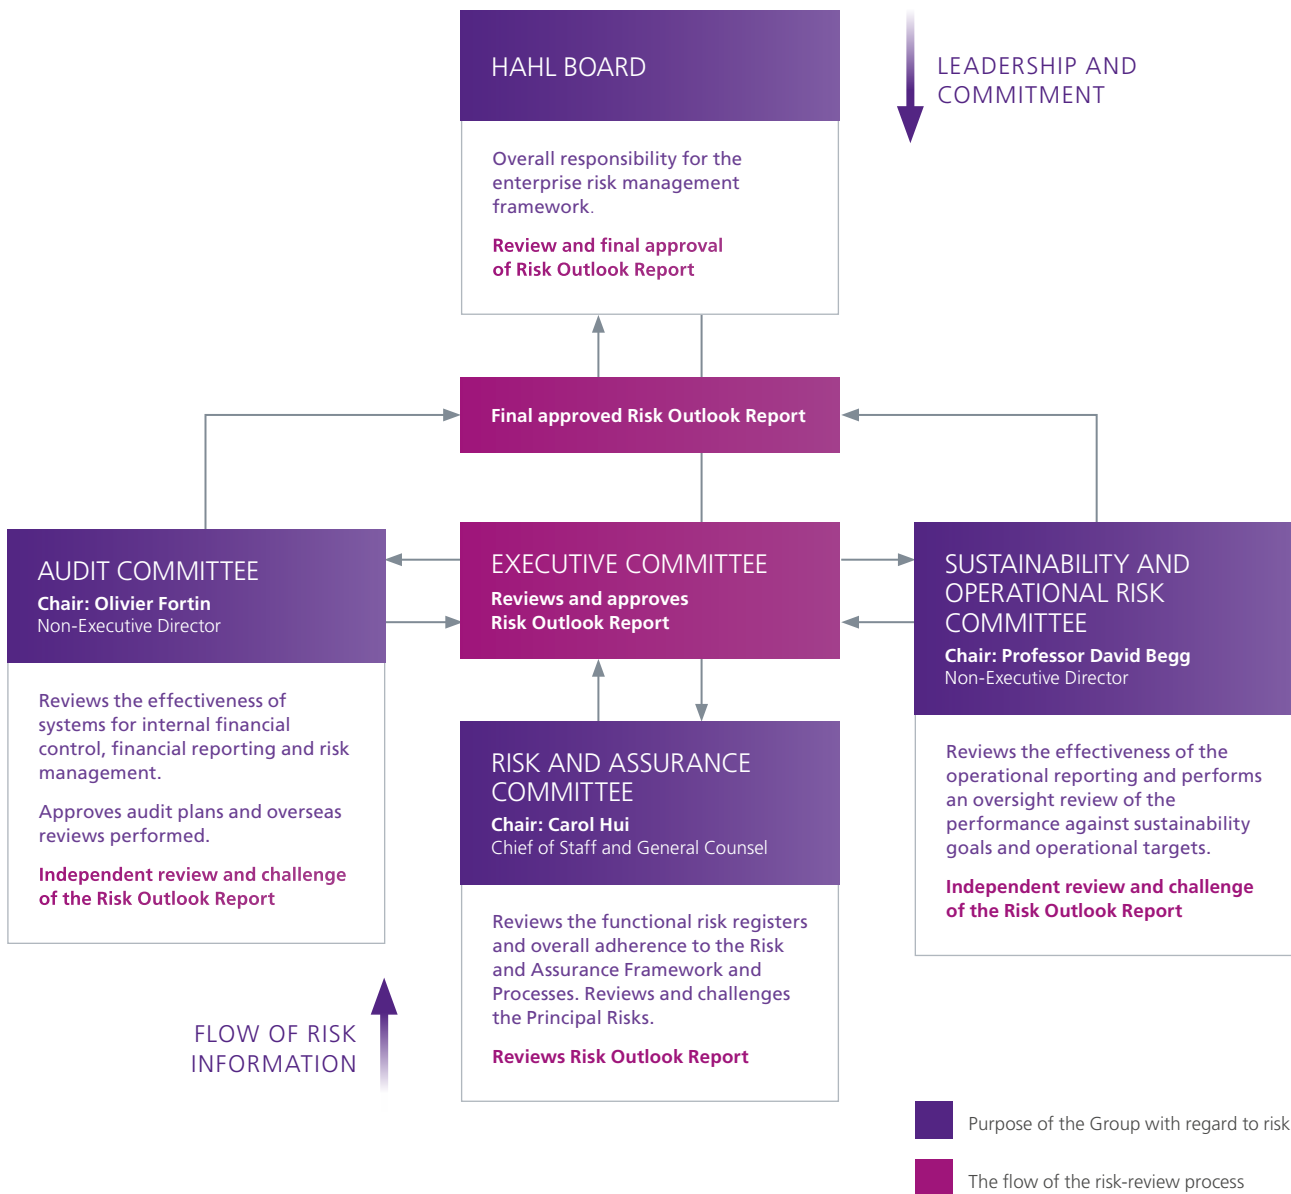 HAHL BOARD
Overall responsibility for the
enterprise risk management
framework.
Review and final approval
of Risk Outlook Report
LEADERSHIP AND
COMMITMENT
Final approved Risk Outlook Report
AUDIT COMMITTEE
Chair: Olivier Fortin
Non-Executive Director
Reviews the effectiveness of
systems for internal financial
control, financial reporting and risk
management.
Approves audit plans and overseas
reviews performed.
Independent review and challenge
of the Risk Outlook Report
EXECUTIVE COMMITTEE
Reviews and approves
Risk Outlook Report
RISK AND ASSURANCE
COMMITTEE
Chair: Carol Hui
Chief of Staff and General Counsel
Reviews the functional risk registers
and overall adherence to the Risk
and Assurance Framework and
Processes. Reviews and challenges
the Principal Risks.
Reviews Risk Outlook Report
SUSTAINABILITY AND
OPERATIONAL RISK
COMMITTEE
Chair: Professor David Begg
Non-Executive Director
Reviews the effectiveness of the
operational reporting and performs
an oversight review of the
performance against sustainability
goals and operational targets.
Independent review and challenge
of the Risk Outlook Report
FLOW OF RISK
INFORMATION
Purpose of the Group with regard to risk
The flow of the risk-review process